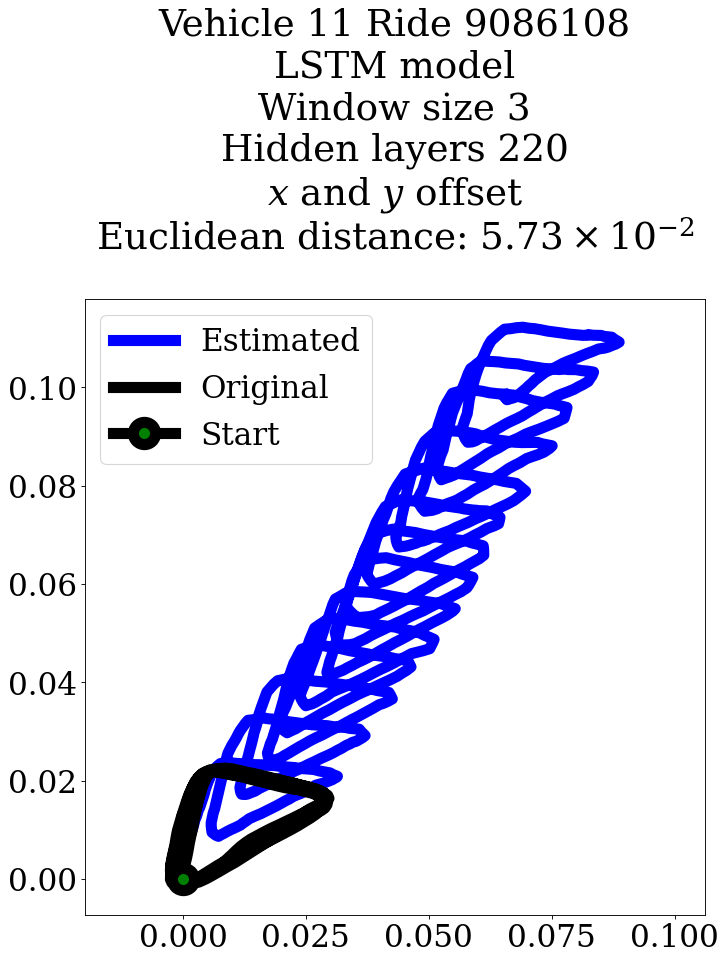 Vehicle 11 Ride 9086108
LSTM model
Window size 3
Hidden layers 220
x and y offset
Euclidean distance: 5.73 × 10⁻²
Estimated
Original
Start
0.10
0.08
0.06
0.04
0.02
0.00
0.000 0.025 0.050 0.075 0.100